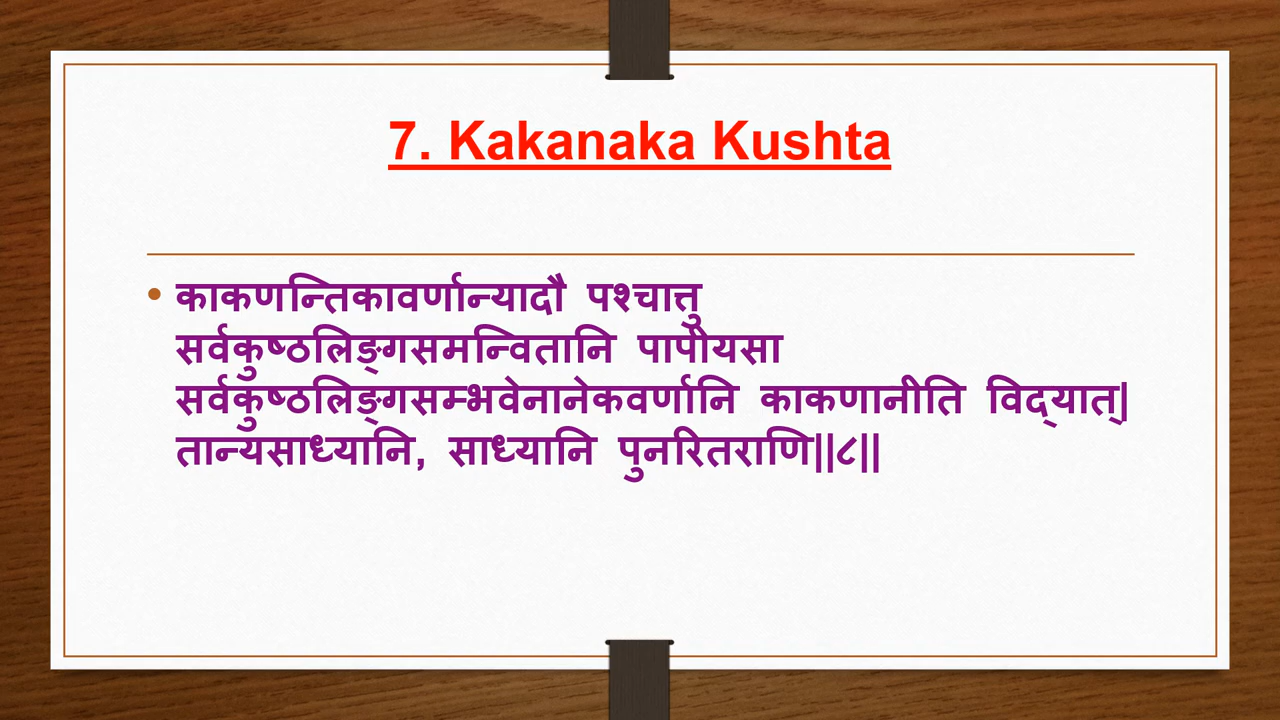 7. Kakanaka Kushta
• काकणन्तिकावर्णान्यादौ पश्चात्तु
सर्वकुष्ठलिङ्गसमन्वितानि पापीयसा
सर्वकुष्ठलिङ्गसम्भवेनानेकवर्णानि काकणानीति विद्यात्|
तान्यसाध्यानि, साध्यानि पुनरितराणि||८||